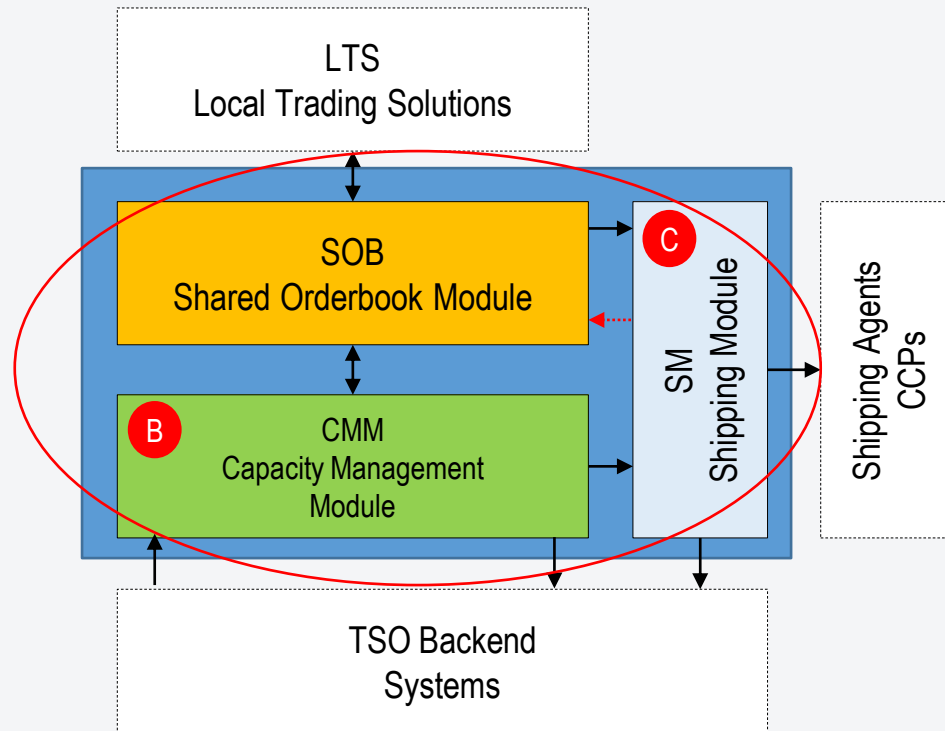 LTS
Local Trading Solutions
SOB
Shared Orderbook Module
C
SM
Shipping Module
Shipping Agents
CCPs
B
CMM
Capacity Management
Module
TSO Backend
Systems